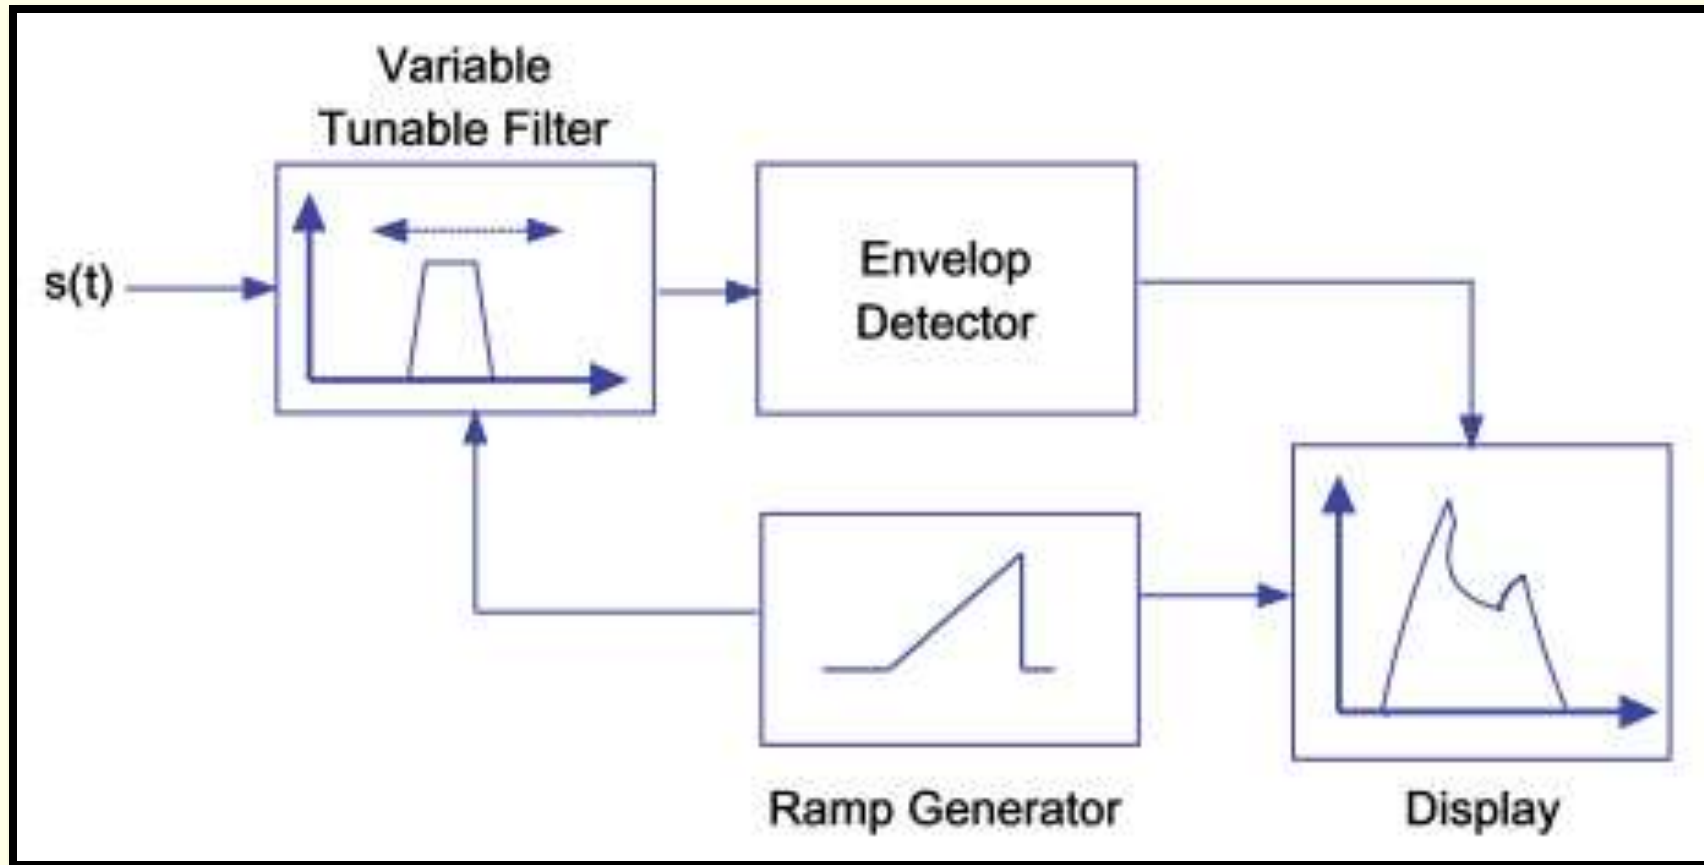 Variable
Tunable Filter
s(t)
Envelop
Detector
Ramp Generator
Display